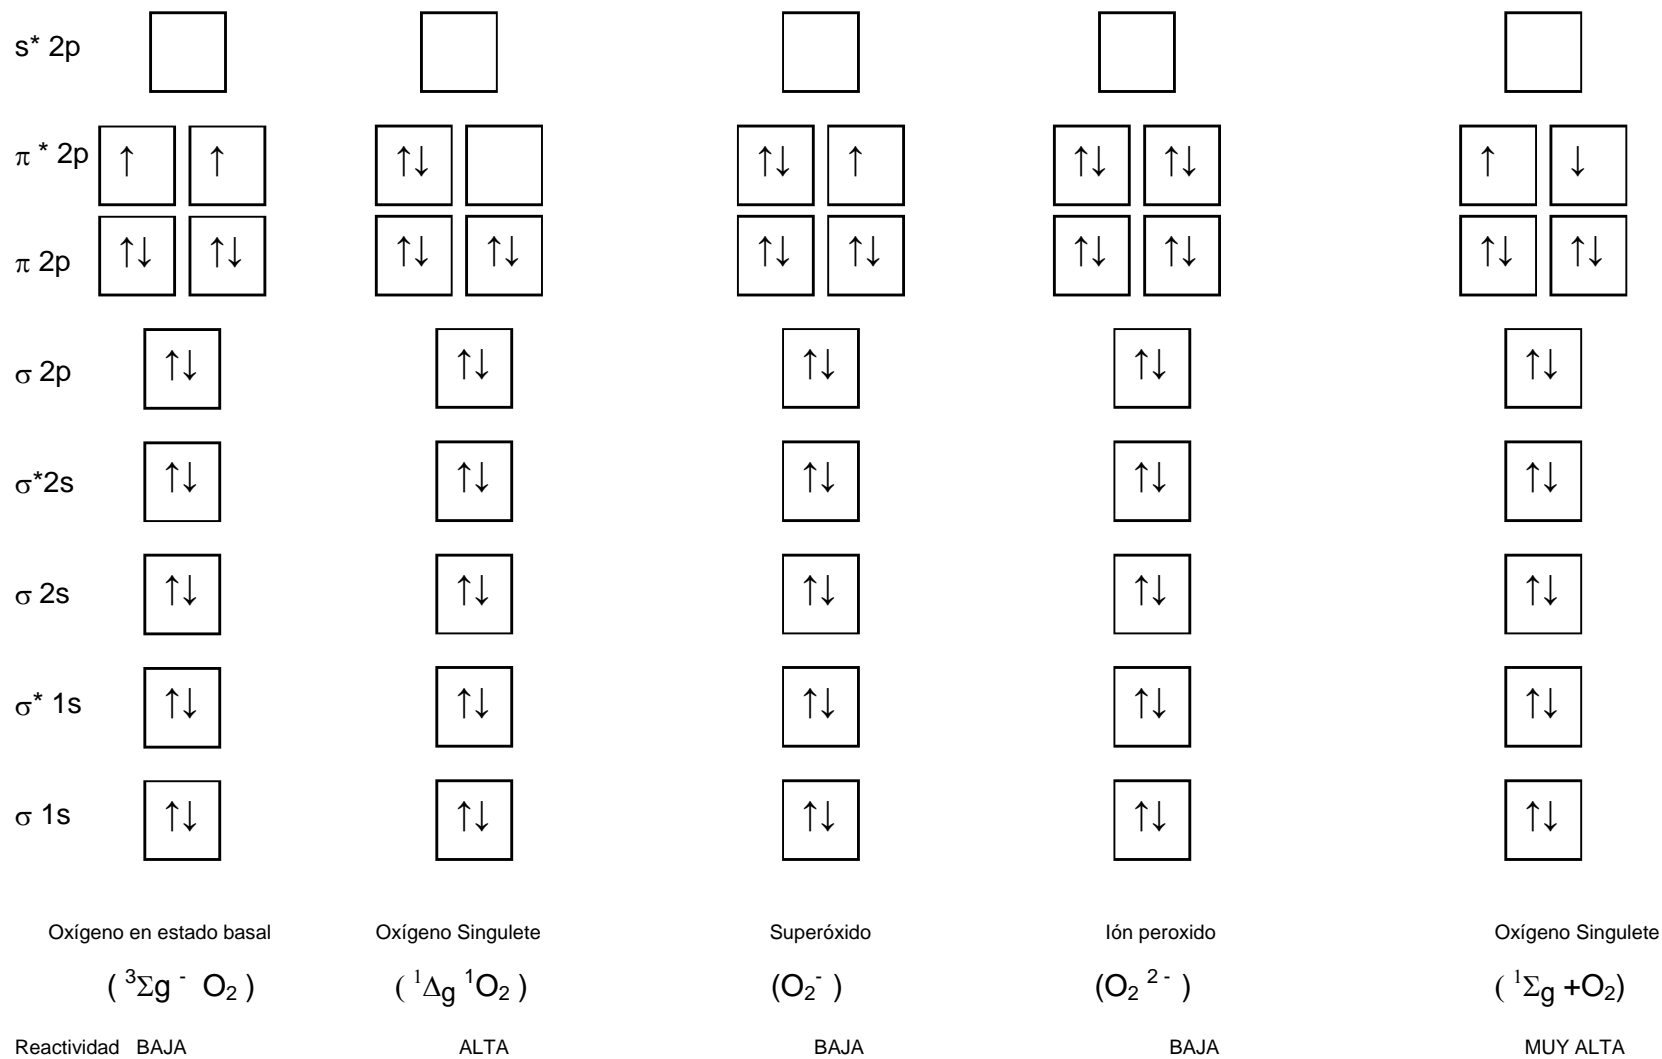 s* 2p
π * 2p ↑ ↑ ↑↓ ↑↓ ↑ ↑↓ ↑↓ ↑ ↓
π 2p ↑↓ ↑↓ ↑↓ ↑↓ ↑↓ ↑↓ ↑↓ ↑↓ ↑↓ ↑↓
σ 2p ↑↓ ↑↓ ↑↓ ↑↓ ↑↓
σ*2s ↑↓ ↑↓ ↑↓ ↑↓ ↑↓
σ 2s ↑↓ ↑↓ ↑↓ ↑↓ ↑↓
σ* 1s ↑↓ ↑↓ ↑↓ ↑↓ ↑↓
σ 1s ↑↓ ↑↓ ↑↓ ↑↓ ↑↓
Oxígeno en estado basal Oxígeno Singulete Superóxido Ión peroxido Oxígeno Singulete
( ³Σg ⁻ O₂ ) ( ¹Δg ¹O₂ ) (O₂⁻ ) (O₂ ²⁻ ) ( ¹Σg +O₂)
Reactividad BAJA ALTA BAJA BAJA MUY ALTA